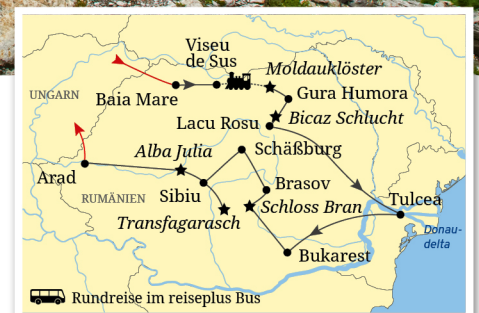 Viseu
de Sus
Moldauklöster
UNGARN
Baia Mare
Gura Humora
Lacu Rosu
Bicaz Schlucht
Alba Julia
Schäßburg
Arad
Sibiu
Brasov
RUMÄNIEN
Schloss Bran
Tulcea
Transfagarasch
Donau-
delta
Bukarest
Rundreise im reiseplus Bus